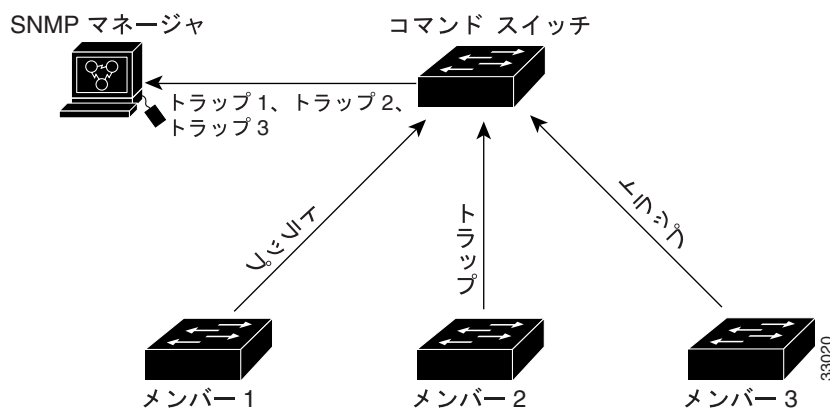 SNMP マネージャ
コマンド スイッチ
トラップ 1、トラップ 2、
トラップ 3
トラップ
トラップ
トラップ
メンバー 1
メンバー 2
メンバー 3
33020